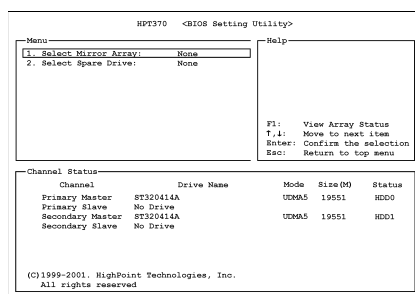 HPT370 <BIOS Setting Utility>
Menu
1. Select Mirror Array: None
2. Select Spare Drive: None
Help
F1: View Array Status
↑,↓: Move to next item
Enter: Confirm the selection
Esc: Return to top menu
Channel Status
Channel Drive Name Mode Size(M) Status
Primary Master ST320414A UDMA5 19551 HDD0
Primary Slave No Drive
Secondary Master ST320414A UDMA5 19551 HDD1
Secondary Slave No Drive
(C)1999-2001. HighPoint Technologies, Inc.
All rights reserved